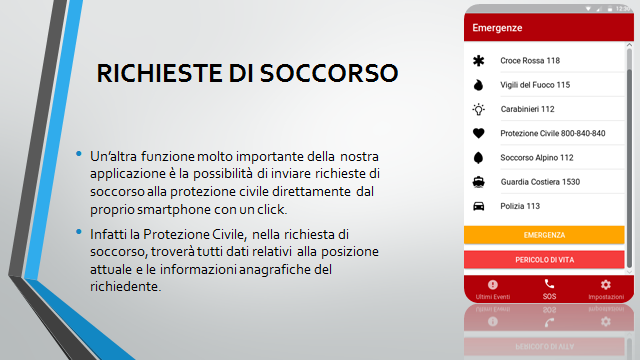 RICHIESTE DI SOCCORSO
Un'altra funzione molto importante della nostra
applicazione è la possibilità di inviare richieste di
soccorso alla protezione civile direttamente dal
proprio smartphone con un click.
Infatti la Protezione Civile, nella richiesta di
soccorso, troverà tutti dati relativi alla posizione
attuale e le informazioni anagrafiche del
richiedente.
Emergenze
Croce Rossa 118
Vigili del Fuoco 115
Carabinieri 112
Protezione Civile 800-840-840
Soccorso Alpino 112
Guardia Costiera 1530
Polizia 113
EMERGENZA
PERICOLO DI VITA
Ultimi Eventi SOS Impostazioni